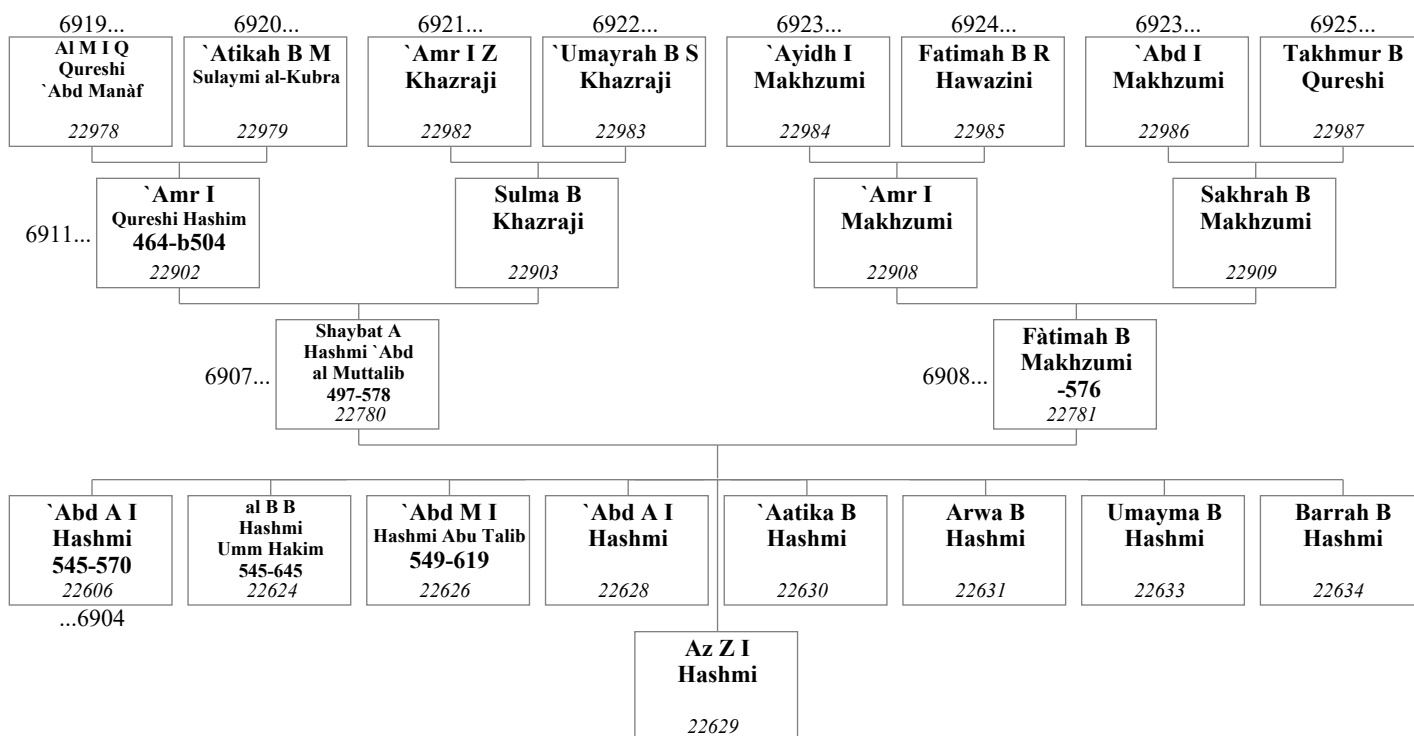 6919... 6920... 6921... 6922... 6923... 6924... 6923... 6925...
Al M I Q
Qureshi
`Abd Manàf
22978
`Atikah B M
Sulaymi al-Kubra
22979
`Amr I Z
Khazraji
22982
`Umayrah B S
Khazraji
22983
`Ayidh I
Makhzumi
22984
Fatimah B R
Hawazini
22985
`Abd I
Makhzumi
22986
Takhmur B
Qureshi
22987
6911...
`Amr I
Qureshi Hashim
464-b504
22902
Sulma B
Khazraji
22903
`Amr I
Makhzumi
22908
Sakhrah B
Makhzumi
22909
6907...
Shaybat A
Hashmi `Abd
al Muttalib
497-578
22780
6908...
Fàtimah B
Makhzumi
-576
22781
`Abd A I
Hashmi
545-570
22606
...6904
al B B
Hashmi
Umm Hakim
545-645
22624
`Abd M I
Hashmi Abu Talib
549-619
22626
`Abd A I
Hashmi
22628
`Aatika B
Hashmi
22630
Arwa B
Hashmi
22631
Umayma B
Hashmi
22633
Barrah B
Hashmi
22634
Az Z I
Hashmi
22629